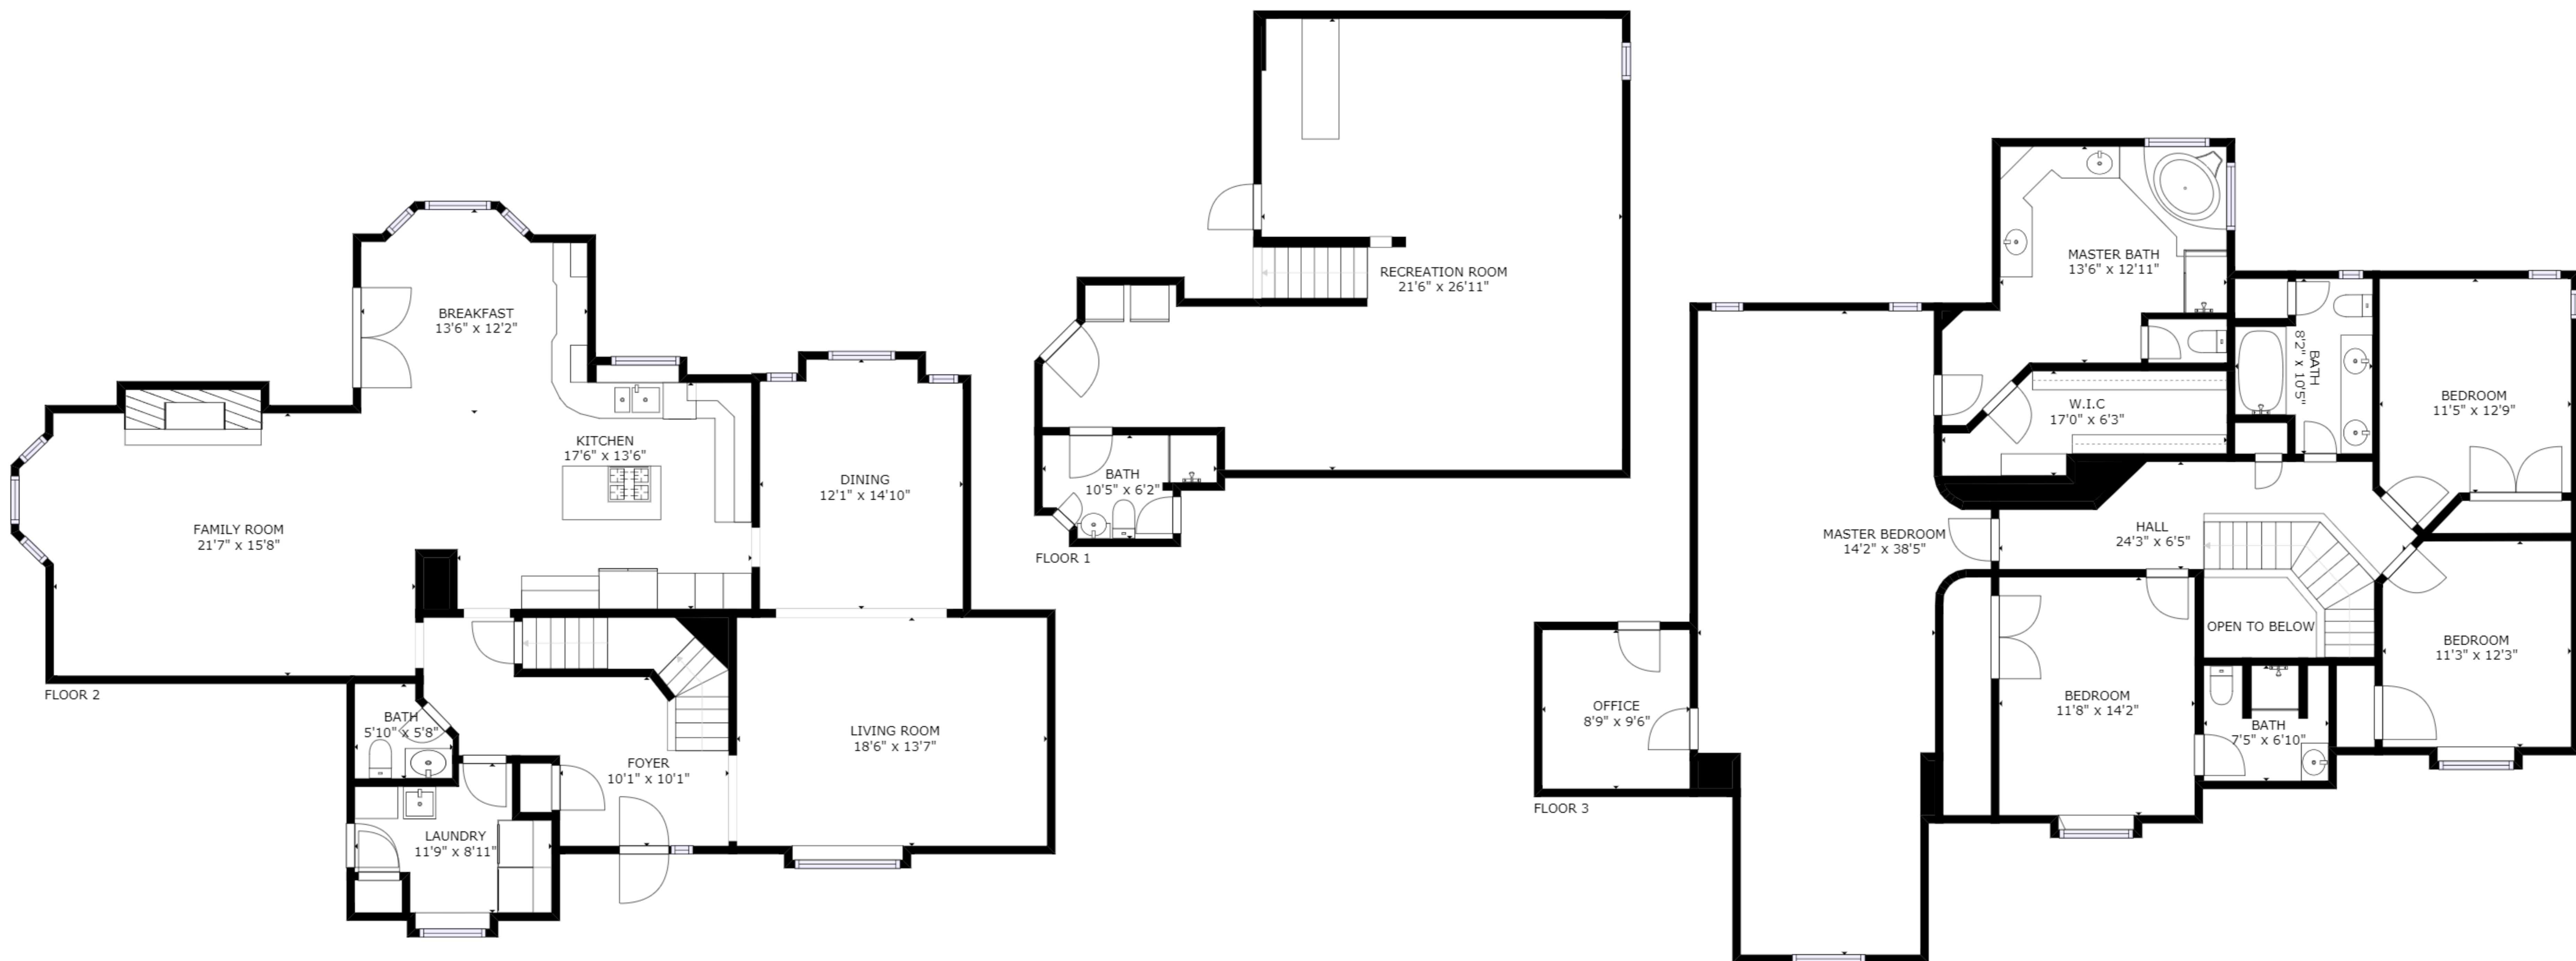 BREAKFAST
13'6" x 12'2"
KITCHEN
17'6" x 13'6"
DINING
12'1" x 14'10"
FAMILY ROOM
21'7" x 15'8"
FLOOR 2
BATH
5'10" x 5'8"
FOYER
10'1" x 10'1"
LIVING ROOM
18'6" x 13'7"
LAUNDRY
11'9" x 8'11"
RECREATION ROOM
21'6" x 26'11"
BATH
10'5" x 6'2"
FLOOR 1
MASTER BATH
13'6" x 12'11"
W.I.C
17'0" x 6'3"
BATH
8'2" x 10'5"
BEDROOM
11'5" x 12'9"
MASTER BEDROOM
14'2" x 38'5"
HALL
24'3" x 6'5"
OPEN TO BELOW
BEDROOM
11'3" x 12'3"
OFFICE
8'9" x 9'6"
BEDROOM
11'8" x 14'2"
BATH
7'5" x 6'10"
FLOOR 3